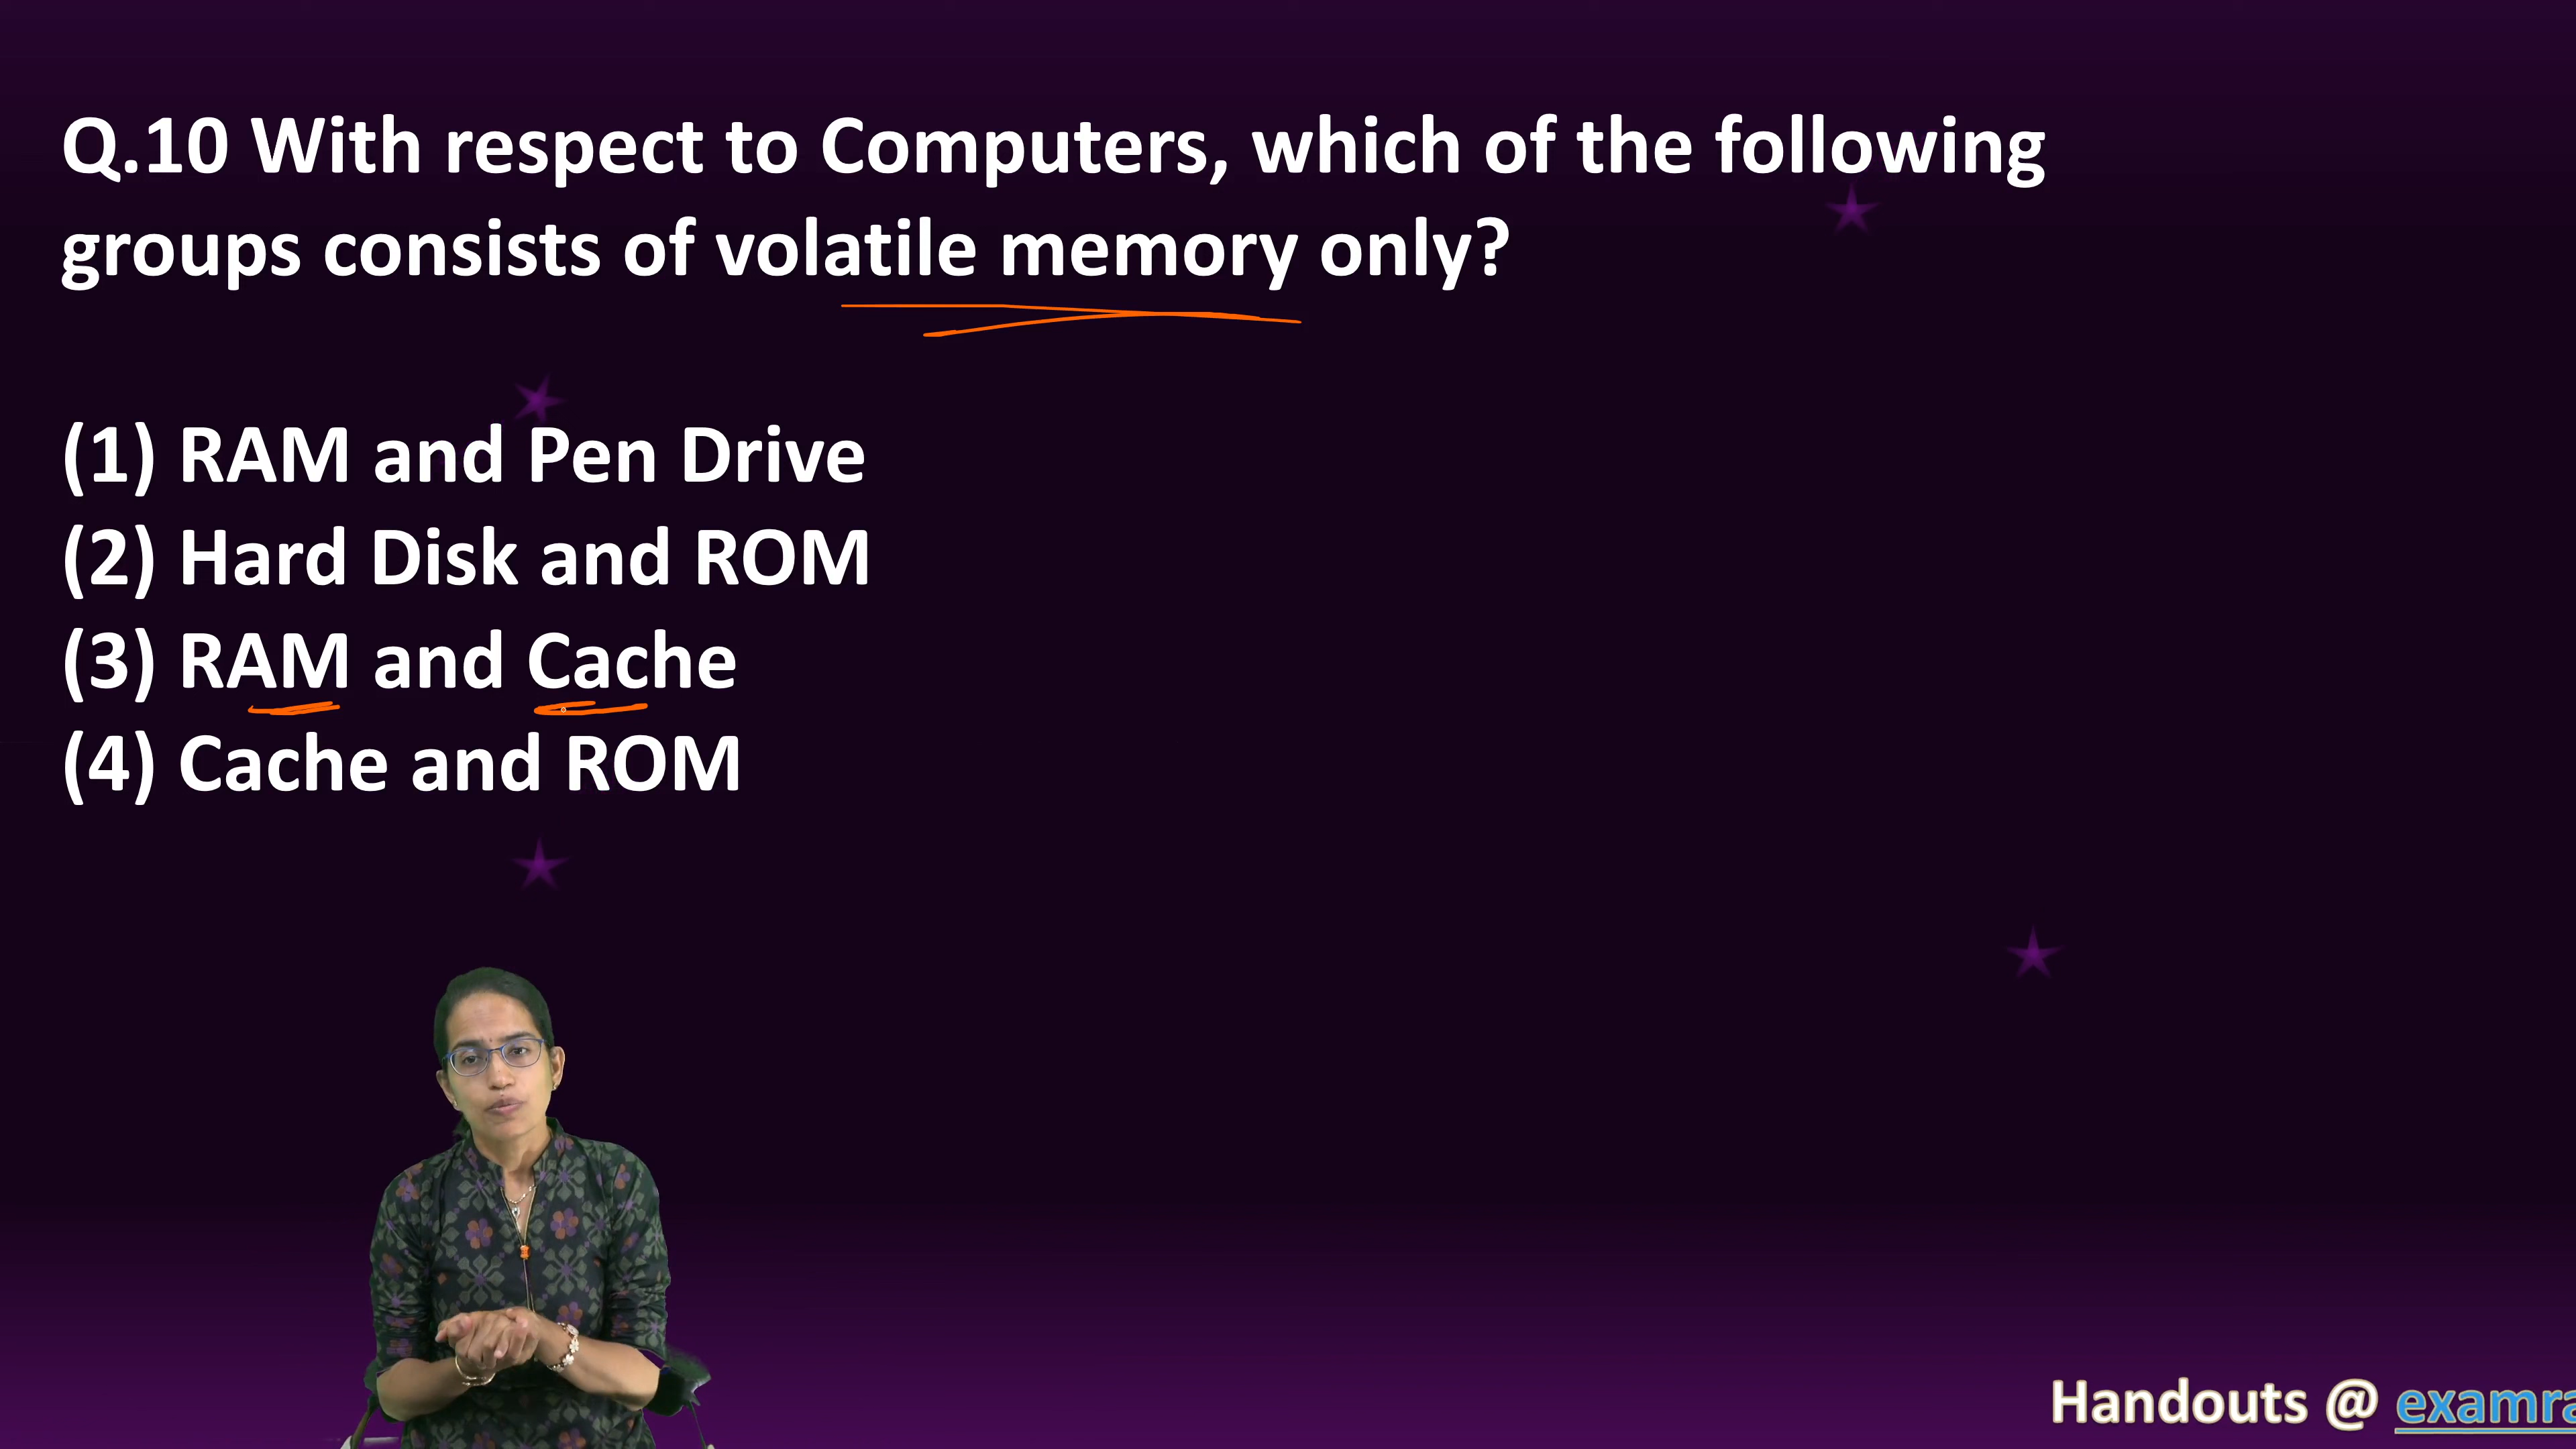 Q.10 With respect to Computers, which of the following
groups consists of volatile memory only?
(1) RAM and Pen Drive
(2) Hard Disk and ROM
(3) RAM and Cache
(4) Cache and ROM
Handouts @ examra